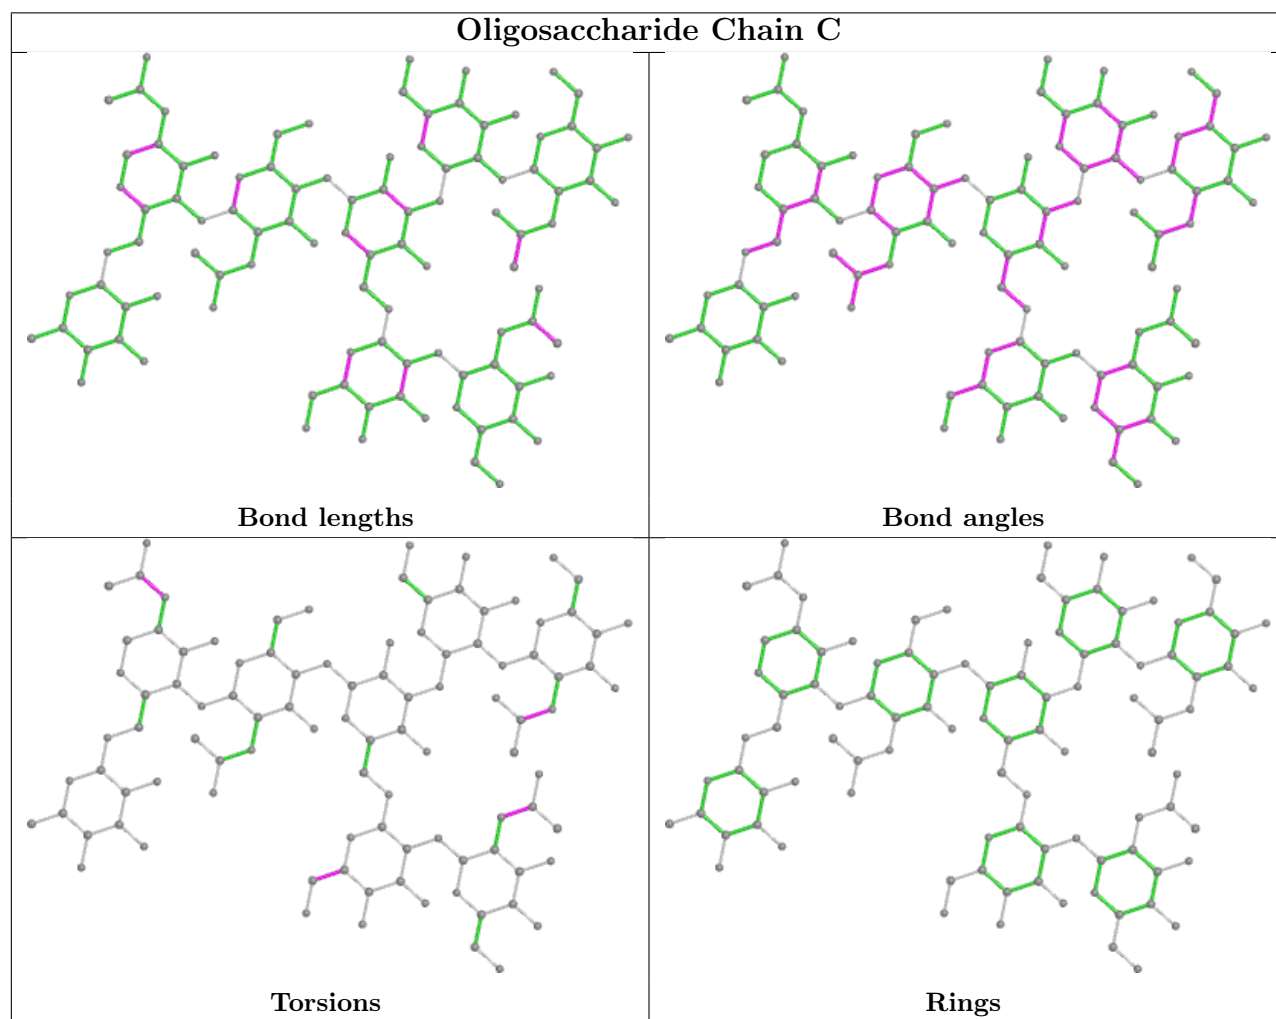 Oligosaccharide Chain C
Bond lengths
Bond angles
Torsions
Rings